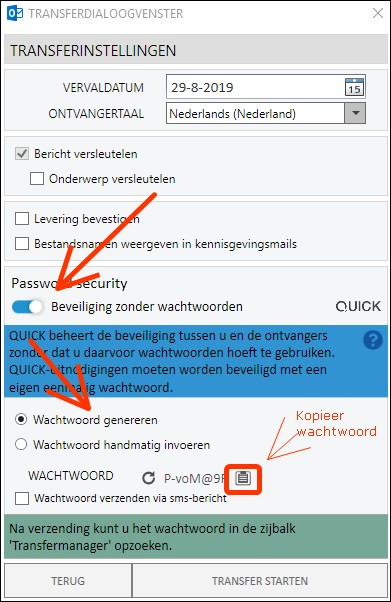 TRANSFERDIALOOGVENSTER
TRANSFERINSTELLINGEN
VERVALDATUM 29-8-2019 15
ONTVANGERTAAL Nederlands (Nederland)
Bericht versleutelen
Onderwerp versleutelen
Levering bevestigen
Bestandsnamen weergeven in kennisgevingsmails
Password security
Beveiliging zonder wachtwoorden QUICK
QUICK beheert de beveiliging tussen u en de ontvangers
zonder dat u daarvoor wachtwoorden hoeft te gebruiken.
QUICK-uitnodigingen moeten worden beveiligd met een
eigen eenmalig wachtwoord.
?
Wachtwoord genereren
Kopieer
wachtwoord
Wachtwoord handmatig invoeren
WACHTWOORD P-voM@9
Wachtwoord verzenden via sms-bericht
Na verzending kunt u het wachtwoord in de zijbalk
'Transfermanager' opzoeken.
TERUG TRANSFER STARTEN